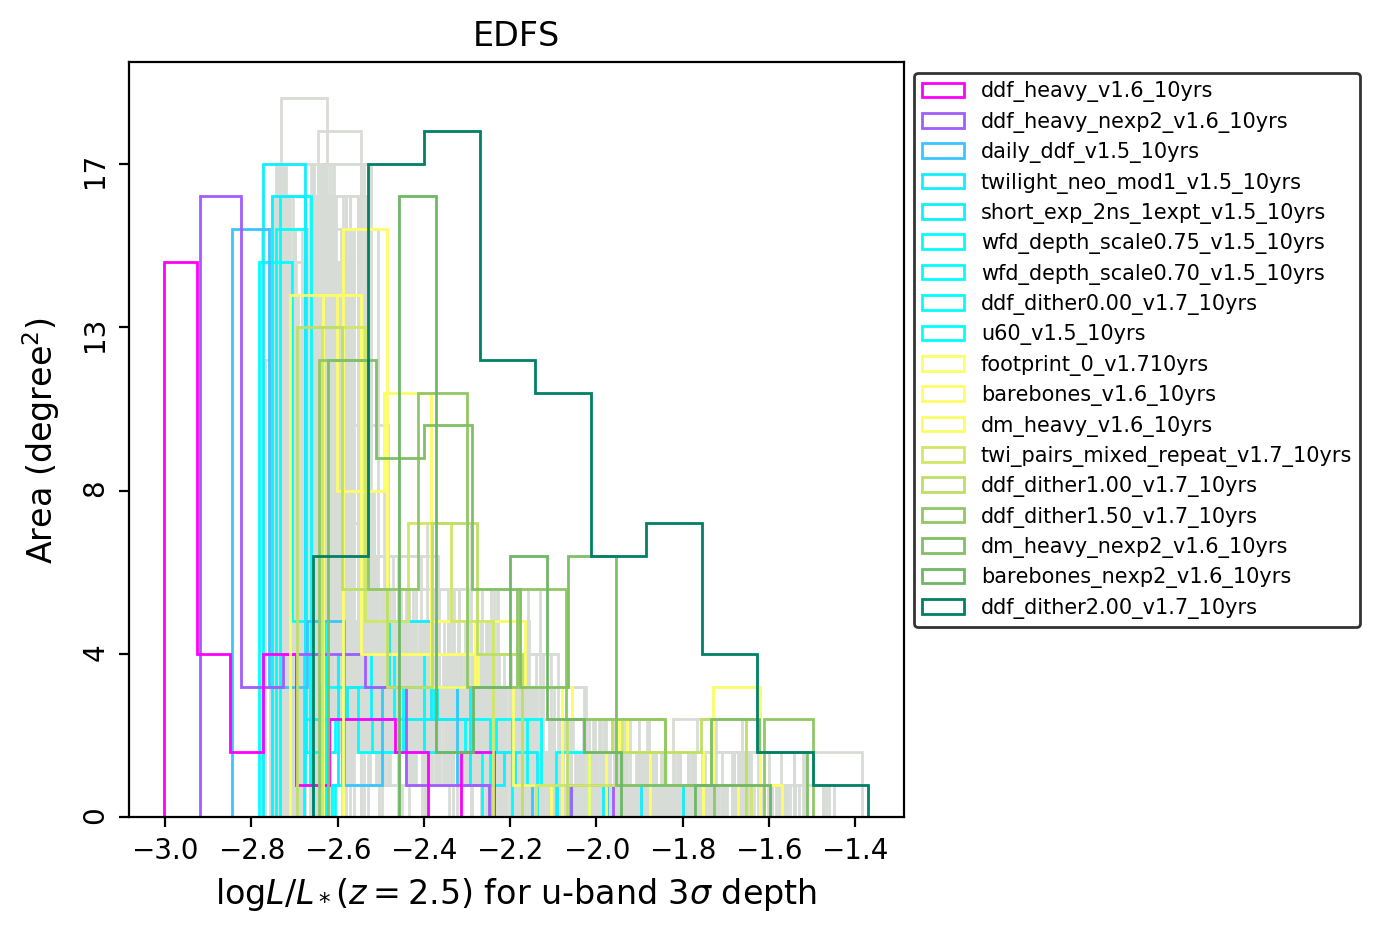 EDFS
Area (degree²)
17
13
8
4
0
−3.0 −2.8 −2.6 −2.4 −2.2 −2.0 −1.8 −1.6 −1.4
logL/L*(z = 2.5) for u-band 3σ depth
ddf_heavy_v1.6_10yrs
ddf_heavy_nexp2_v1.6_10yrs
daily_ddf_v1.5_10yrs
twilight_neo_mod1_v1.5_10yrs
short_exp_2ns_1expt_v1.5_10yrs
wfd_depth_scale0.75_v1.5_10yrs
wfd_depth_scale0.70_v1.5_10yrs
ddf_dither0.00_v1.7_10yrs
u60_v1.5_10yrs
footprint_0_v1.710yrs
barebones_v1.6_10yrs
dm_heavy_v1.6_10yrs
twi_pairs_mixed_repeat_v1.7_10yrs
ddf_dither1.00_v1.7_10yrs
ddf_dither1.50_v1.7_10yrs
dm_heavy_nexp2_v1.6_10yrs
barebones_nexp2_v1.6_10yrs
ddf_dither2.00_v1.7_10yrs